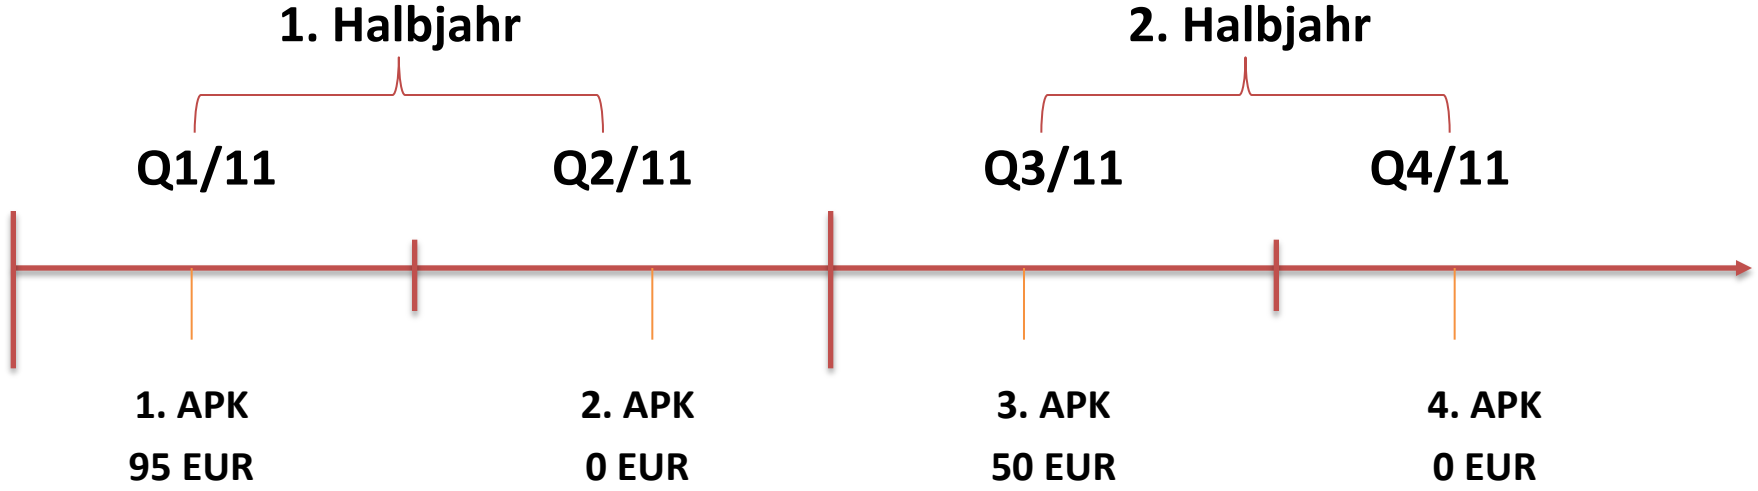 1. Halbjahr
2. Halbjahr
Q1/11
Q2/11
Q3/11
Q4/11
1. APK
2. APK
3. APK
4. APK
95 EUR
0 EUR
50 EUR
0 EUR